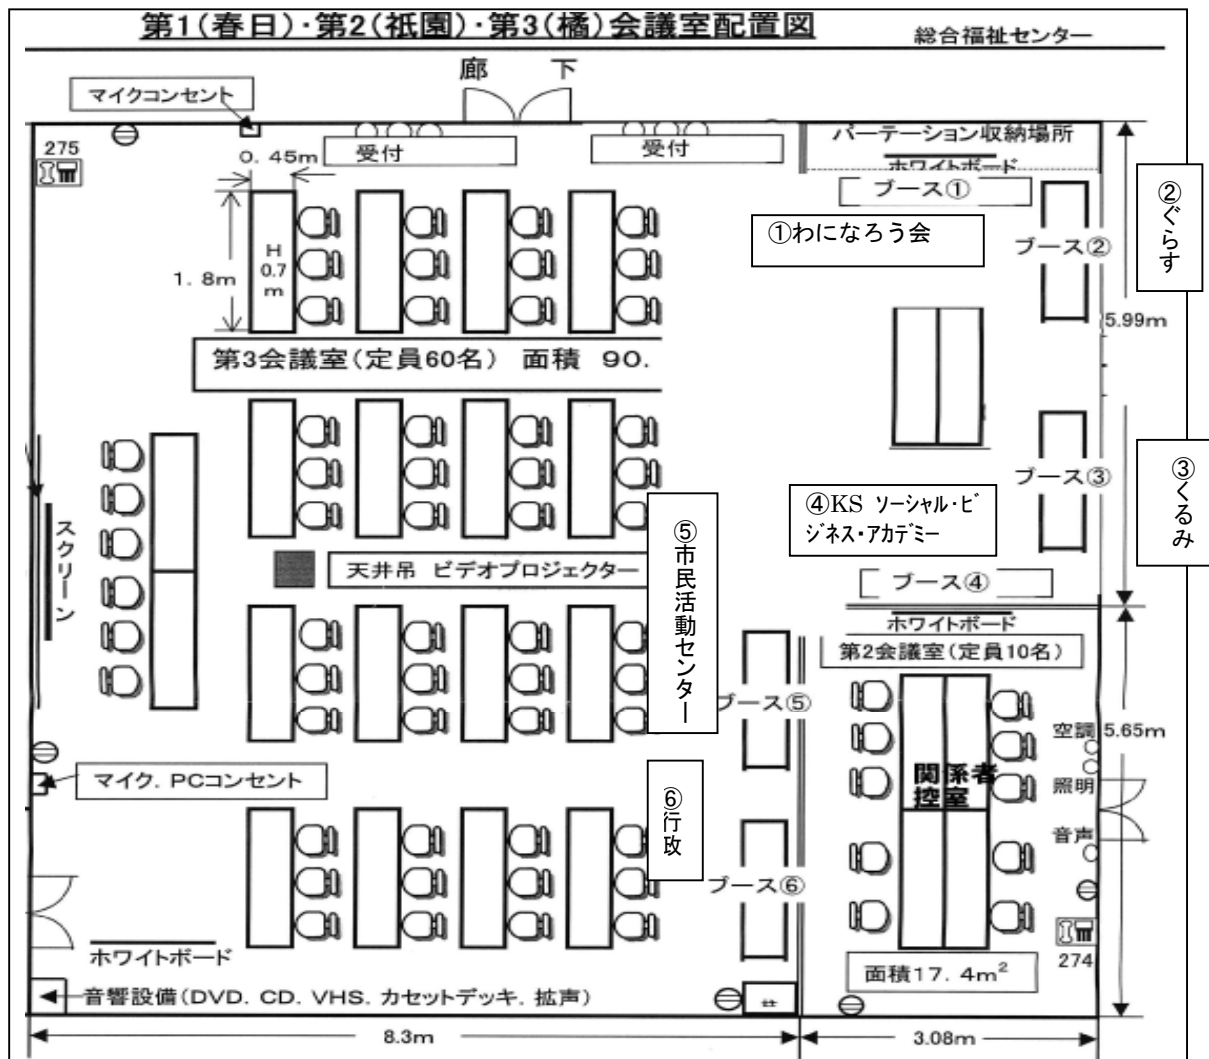 第1(春日)・第2(祇園)・第3(橘)会議室配置図
総合福祉センター
廊 下
マイクコンセント
275
0. 45m
受付
受付
パーテーション収納場所
ホワイトボード
ブース①
②ぐらす
①わになろう会
ブース②
H
0.7
m
1. 8m
5.99m
第3会議室(定員60名) 面積 90.
ブース③
③くるみ
④KS ソーシャル・ビ
ジネス・アカデミー
スクリーン
天井吊 ビデオプロジェクター
⑤市民活動センター
ブース④
ホワイトボード
第2会議室(定員10名)
ブース⑤
空調
5.65m
マイク. PCコンセント
関係者
控室
照明
⑥行政
音声
ブース⑥
ホワイトボード
面積17. 4m²
274
音響設備(DVD. CD. VHS. カセットデッキ. 拡声)
8.3m
3.08m